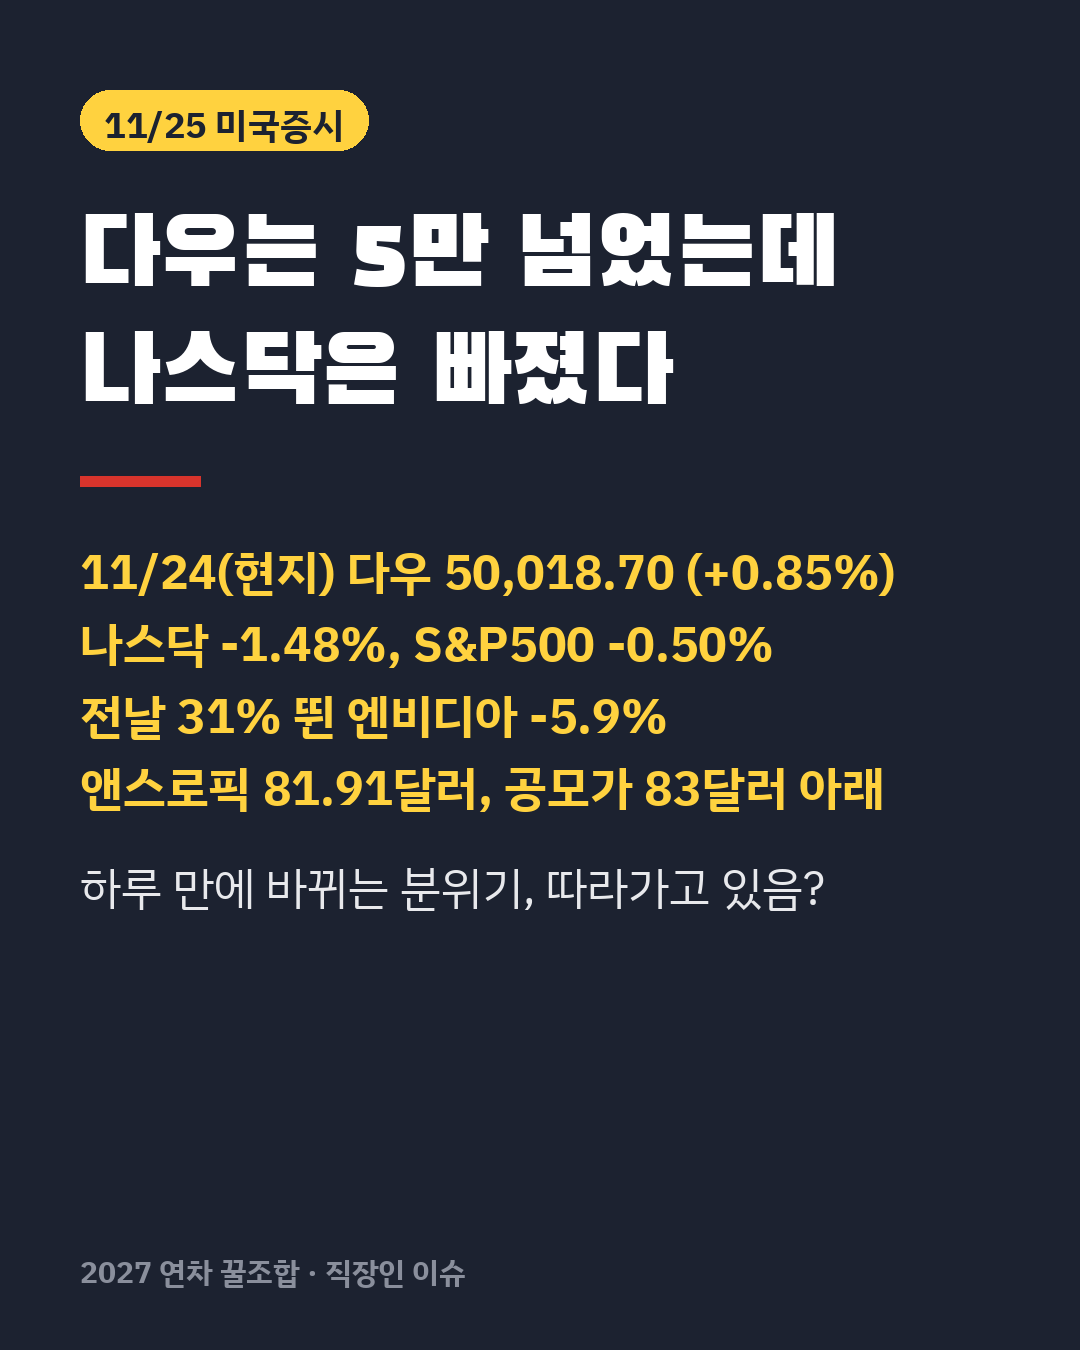 11/25 미국증시
다우는 5만 넘었는데
나스닥은 빠졌다
11/24(현지) 다우 50,018.70 (+0.85%)
나스닥 -1.48%, S&P500 -0.50%
전날 31% 뛴 엔비디아 -5.9%
앤스로픽 81.91달러, 공모가 83달러 아래
하루 만에 바뀌는 분위기, 따라가고 있음?
2027 연차 꿀조합 · 직장인 이슈